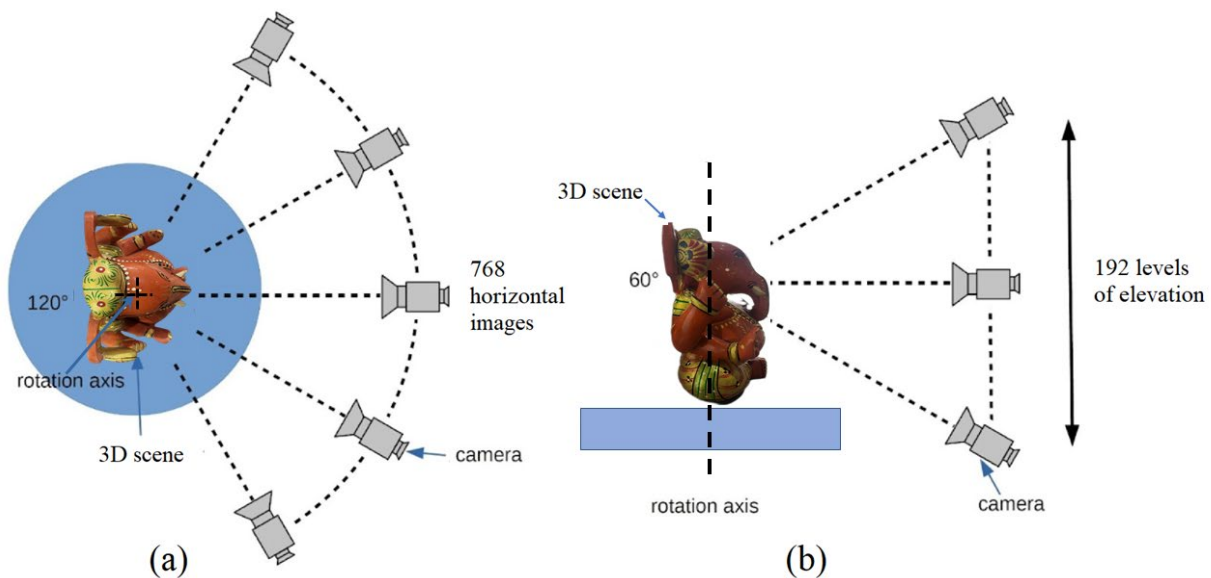 120°
768
horizontal
images
rotation axis
3D scene
camera
(a)
3D scene
60°
192 levels
of elevation
rotation axis
camera
(b)